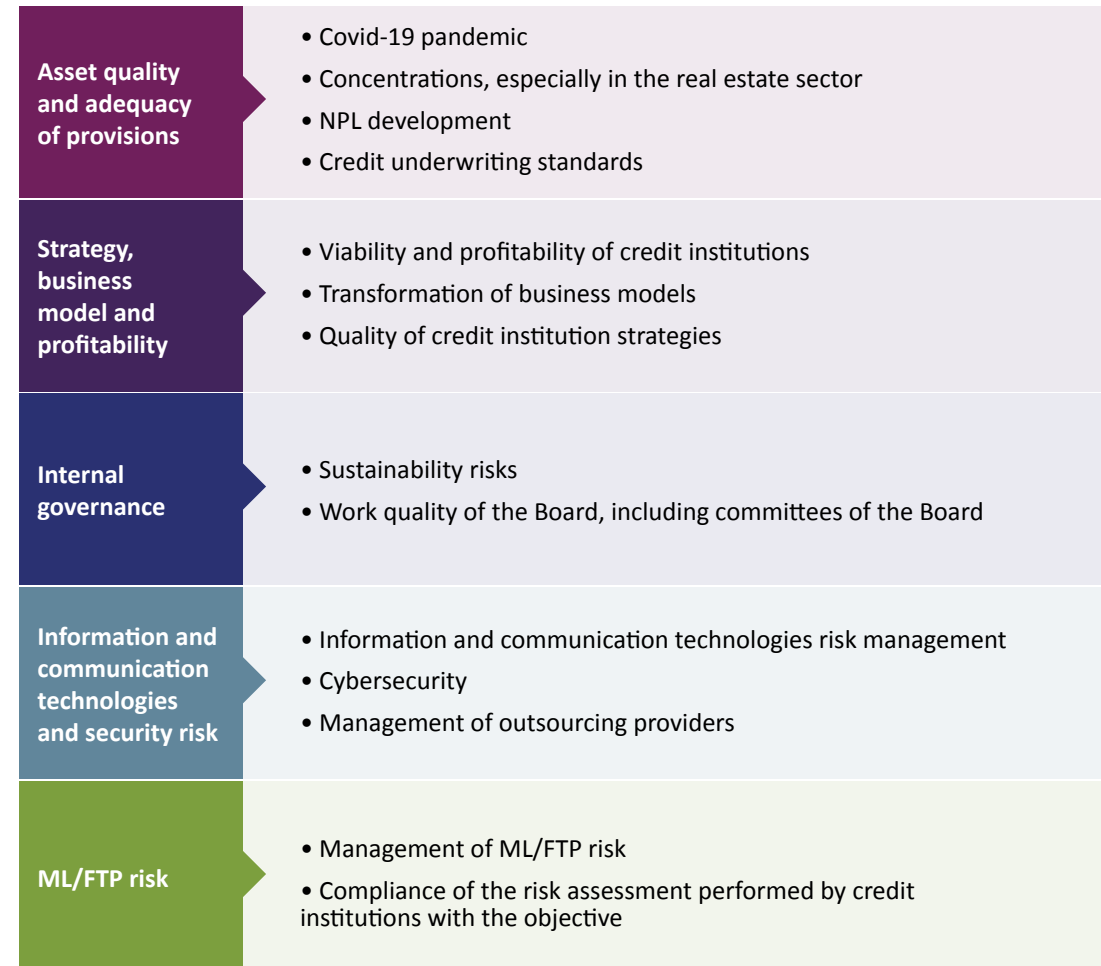 Asset quality
and adequacy
of provisions
• Covid-19 pandemic
• Concentrations, especially in the real estate sector
• NPL development
• Credit underwriting standards
Strategy,
business
model and
profitability
• Viability and profitability of credit institutions
• Transformation of business models
• Quality of credit institution strategies
Internal
governance
• Sustainability risks
• Work quality of the Board, including committees of the Board
Information and
communication
technologies
and security risk
• Information and communication technologies risk management
• Cybersecurity
• Management of outsourcing providers
ML/FTP risk
• Management of ML/FTP risk
• Compliance of the risk assessment performed by credit
institutions with the objective